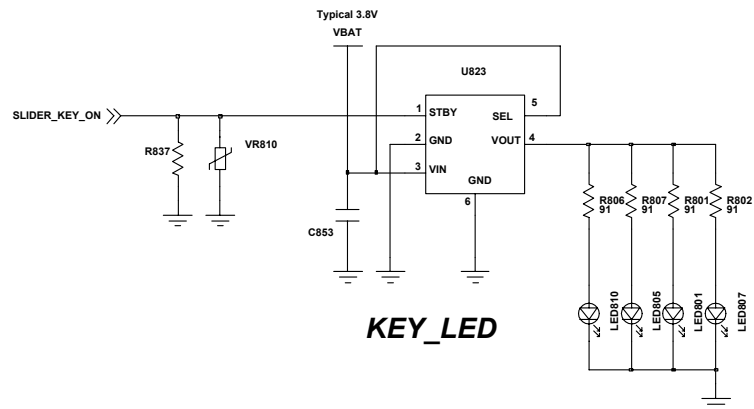 Typical 3.8V
VBAT
U823
SLIDER_KEY_ON
1
STBY
SEL
5
2
GND
VOUT
4
3
VIN
GND
6
R837
VR810
C853
R806
91
R807
91
R801
91
R802
91
LED810
LED805
LED801
LED807
KEY_LED